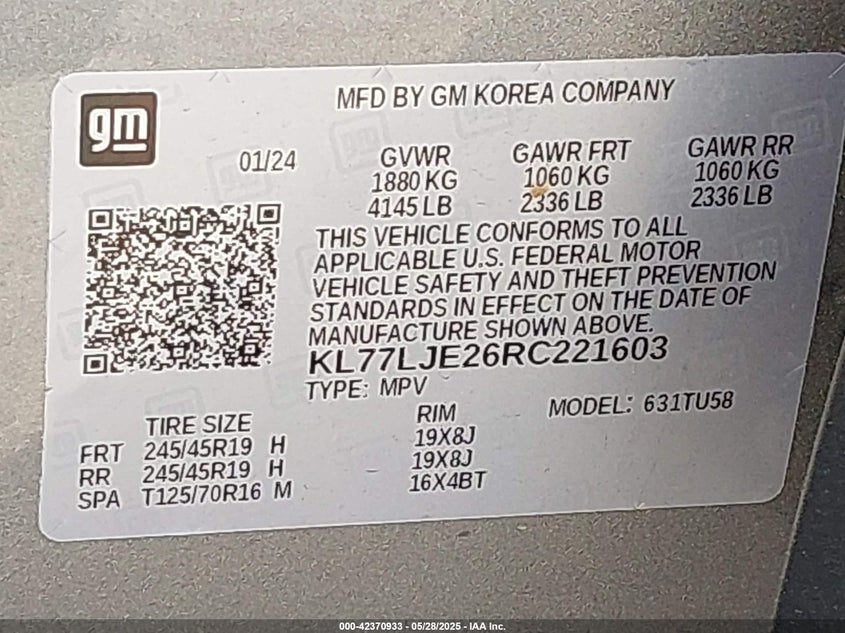 gm
MFD BY GM KOREA COMPANY
01/24
GVWR GAWR FRT GAWR RR
1880 KG 1060 KG 1060 KG
4145 LB 2336 LB 2336 LB
THIS VEHICLE CONFORMS TO ALL
APPLICABLE U.S. FEDERAL MOTOR
VEHICLE SAFETY AND THEFT PREVENTION
STANDARDS IN EFFECT ON THE DATE OF
MANUFACTURE SHOWN ABOVE.
KL77LJE26RC221603
TYPE: MPV
MODEL: 631TU58
TIRE SIZE RIM
FRT 245/45R19 H 19X8J
RR 245/45R19 H 19X8J
SPA T125/70R16 M 16X4BT
000-42370933 - 05/28/2025 - IAA Inc.